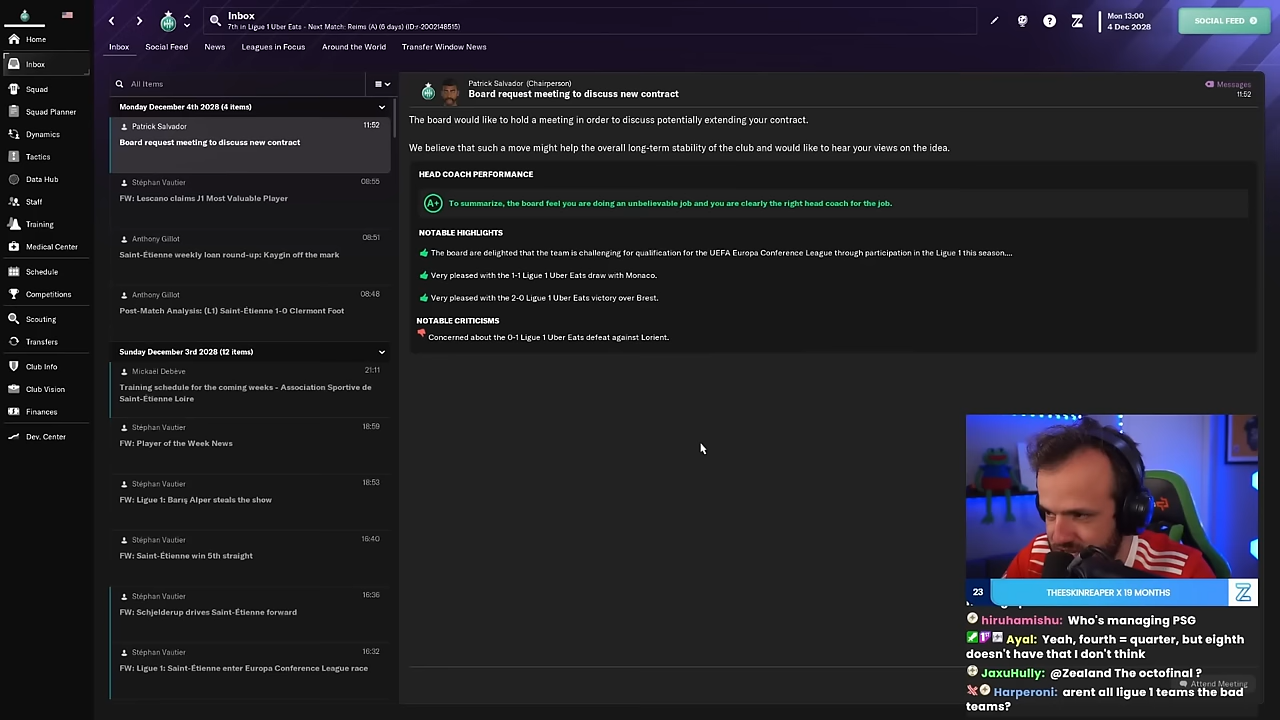 Inbox
7th in Ligue 1 Uber Eats - Next Match: Reims (A) (6 days) (ID:r-2002148515)
Mon 13:00
4 Dec 2028
SOCIAL FEED
Inbox
Social Feed
News
Leagues in Focus
Around the World
Transfer Window News
Home
Inbox
Squad
Squad Planner
Dynamics
Tactics
Data Hub
Staff
Training
Medical Center
Schedule
Competitions
Scouting
Transfers
Club Info
Club Vision
Finances
Dev. Center
All Items
Monday December 4th 2028 (4 items)
Patrick Salvador 11:52
Board request meeting to discuss new contract
Stéphan Vautier 08:55
FW: Lescano claims J1 Most Valuable Player
Anthony Gillot 08:51
Saint-Étienne weekly loan round-up: Kaygin off the mark
Anthony Gillot 08:48
Post-Match Analysis: (L1) Saint-Étienne 1-0 Clermont Foot
Sunday December 3rd 2028 (12 items)
Mickaël Debève 21:11
Training schedule for the coming weeks - Association Sportive de
Saint-Étienne Loire
Stéphan Vautier 18:59
FW: Player of the Week News
Stéphan Vautier 18:53
FW: Ligue 1: Barış Alper steals the show
Stéphan Vautier 16:40
FW: Saint-Étienne win 5th straight
Stéphan Vautier 16:36
FW: Schjelderup drives Saint-Étienne forward
Stéphan Vautier 16:32
FW: Ligue 1: Saint-Étienne enter Europa Conference League race
Patrick Salvador (Chairperson)
Board request meeting to discuss new contract
Messages
11:52
The board would like to hold a meeting in order to discuss potentially extending your contract.
We believe that such a move might help the overall long-term stability of the club and would like to hear your views on the idea.
HEAD COACH PERFORMANCE
A+ To summarize, the board feel you are doing an unbelievable job and you are clearly the right head coach for the job.
NOTABLE HIGHLIGHTS
The board are delighted that the team is challenging for qualification for the UEFA Europa Conference League through participation in the Ligue 1 this season....
Very pleased with the 1-1 Ligue 1 Uber Eats draw with Monaco.
Very pleased with the 2-0 Ligue 1 Uber Eats victory over Brest.
NOTABLE CRITICISMS
Concerned about the 0-1 Ligue 1 Uber Eats defeat against Lorient.
23 THEESKINREAPER X 19 MONTHS Z
hiruhamishu: Who's managing PSG
Ayal: Yeah, fourth = quarter, but eighth
doesn't have that I don't think
JaxuHully: @Zealand The octofinal ?
Attend Meeting
Harperoni: arent all ligue 1 teams the bad
teams?